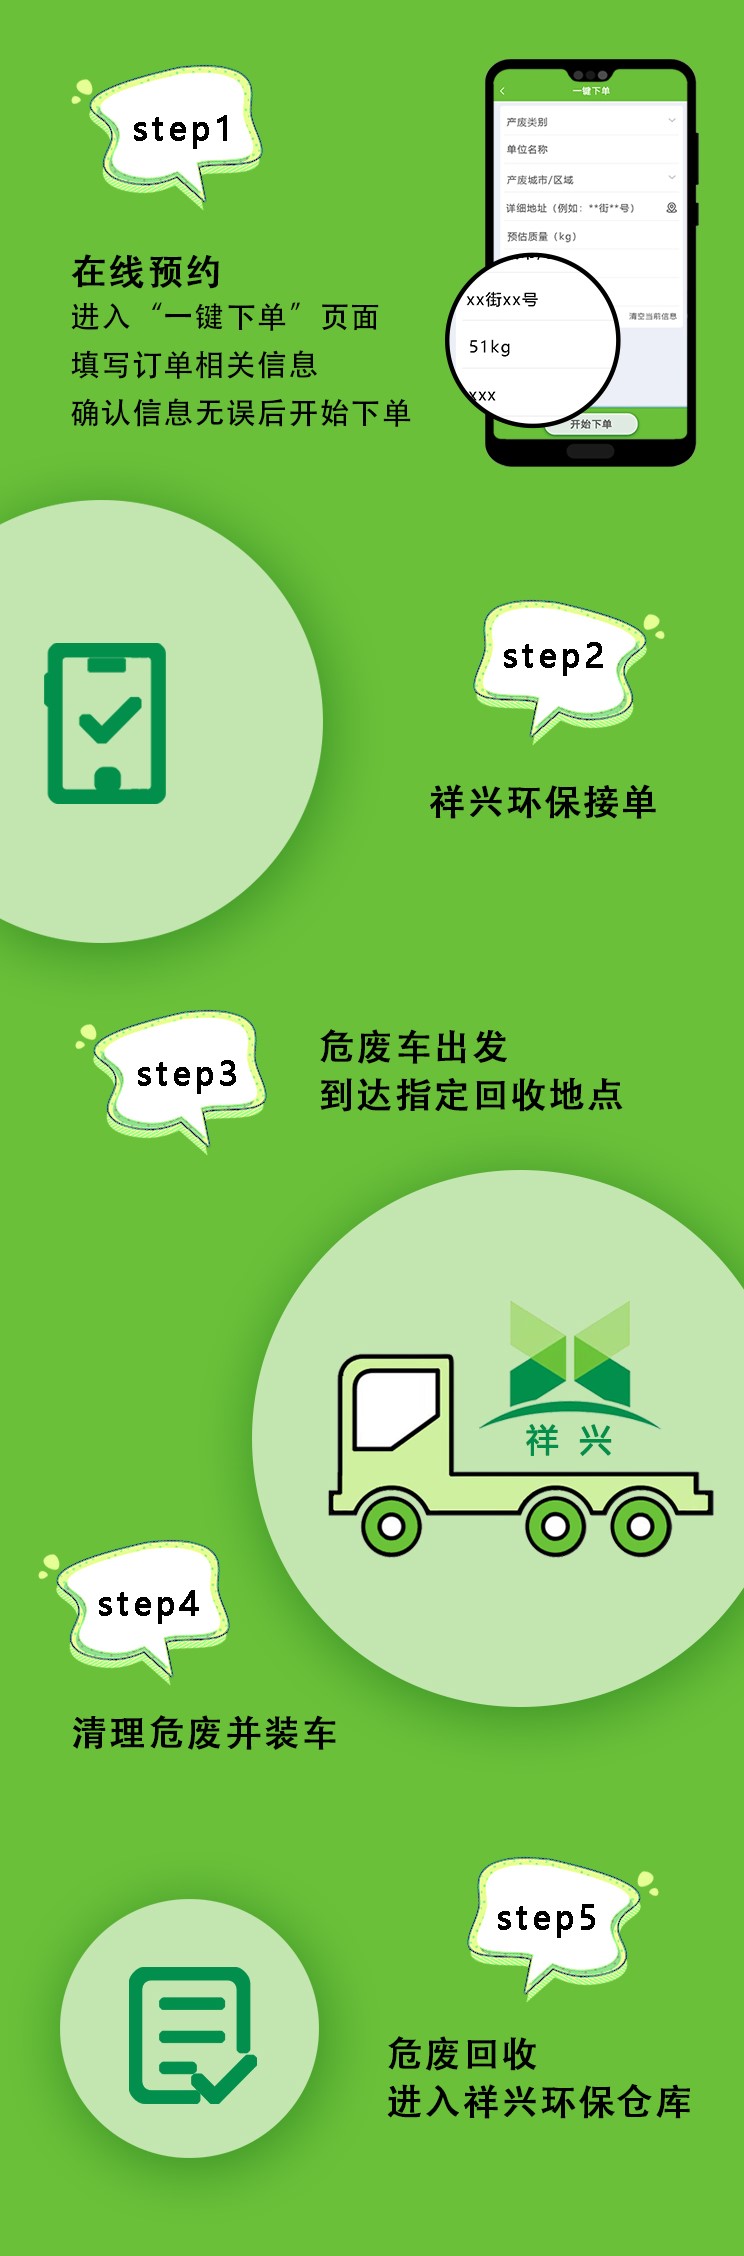 step1
在线预约
进入“一键下单”页面
填写订单相关信息
确认信息无误后开始下单
一键下单
产废类别
单位名称
产废城市/区域
详细地址（例如：**街**号）
预估质量（kg）
清空当前信息
xx街xx号
51kg
xxx
开始下单
step2
祥兴环保接单
step3
危废车出发
到达指定回收地点
祥兴
step4
清理危废并装车
step5
危废回收
进入祥兴环保仓库